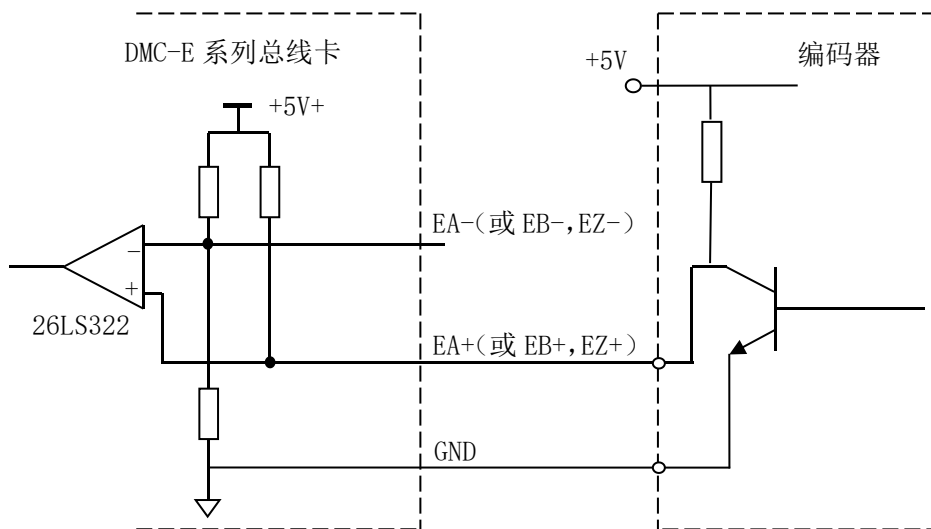 DMC-E 系列总线卡
编码器
+5V
+5V+
EA-(或 EB-,EZ-)
−
+
26LS322
EA+(或 EB+,EZ+)
GND